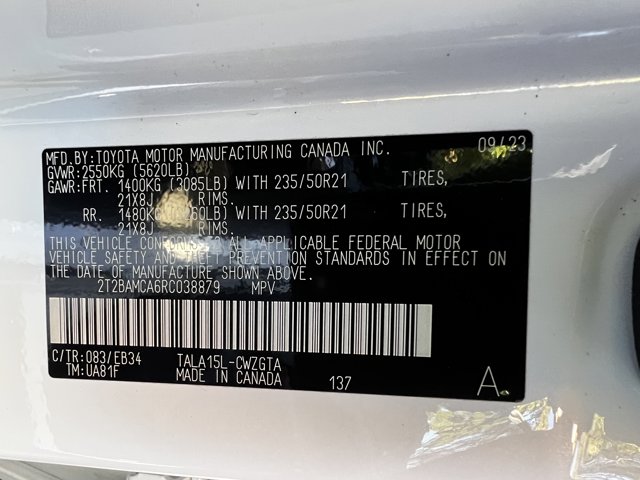 MFD.BY:TOYOTA MOTOR MANUFACTURING CANADA INC. 09/23
GVWR:2550KG (5620LB)
GAWR:FRT. 1400KG (3085LB) WITH 235/50R21 TIRES,
21X8J RIMS.
RR. 1480KG WITH 235/50R21 TIRES,
21X8J RIMS.
THIS VEHICLE CONFORMS TO ALL APPLICABLE FEDERAL MOTOR
VEHICLE SAFETY AND THEFT PREVENTION STANDARDS IN EFFECT ON
THE DATE OF MANUFACTURE SHOWN ABOVE.
2T2BAMCA6RC038879 MPV
C/TR:083/EB34 TALA15L-CWZGTA
TM:UA81F MADE IN CANADA 137 A.